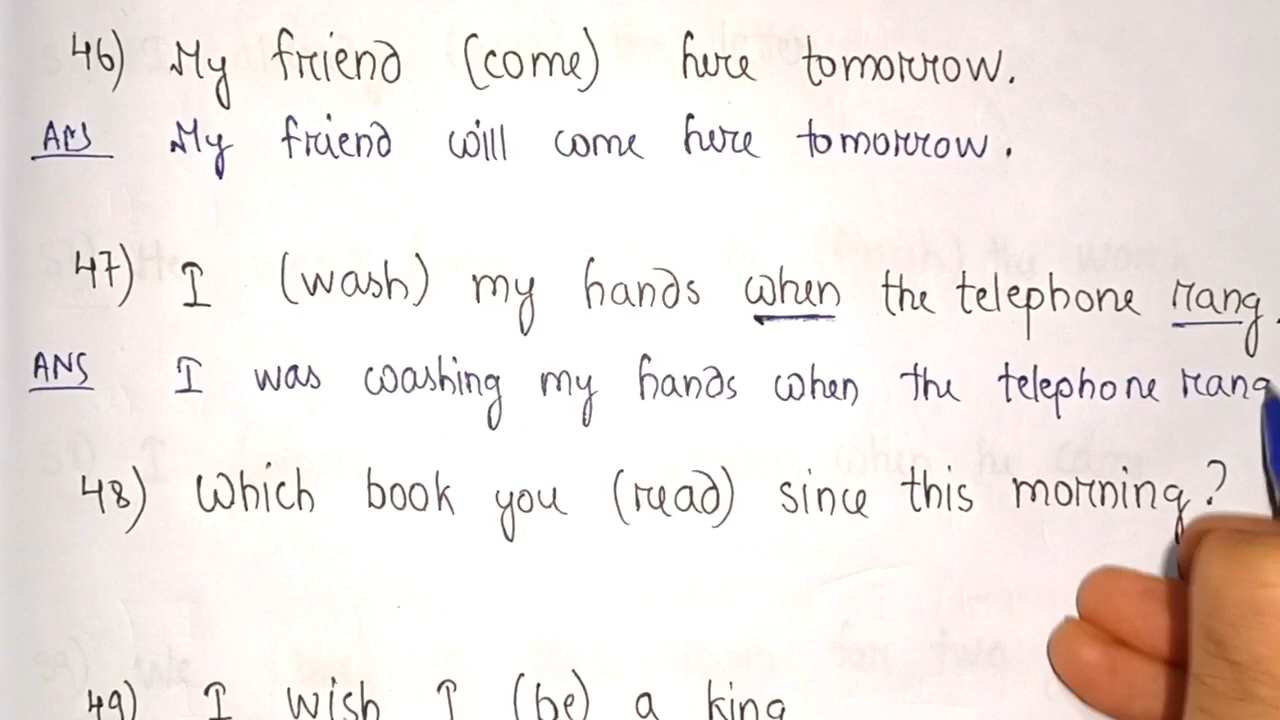 46) My friend (come) here tomorrow.
ANS My friend will come here tomorrow.
47) I (wash) my hands when the telephone rang.
ANS I was washing my hands when the telephone rang
48) Which book you (read) since this morning?
49) I wish I (be) a king